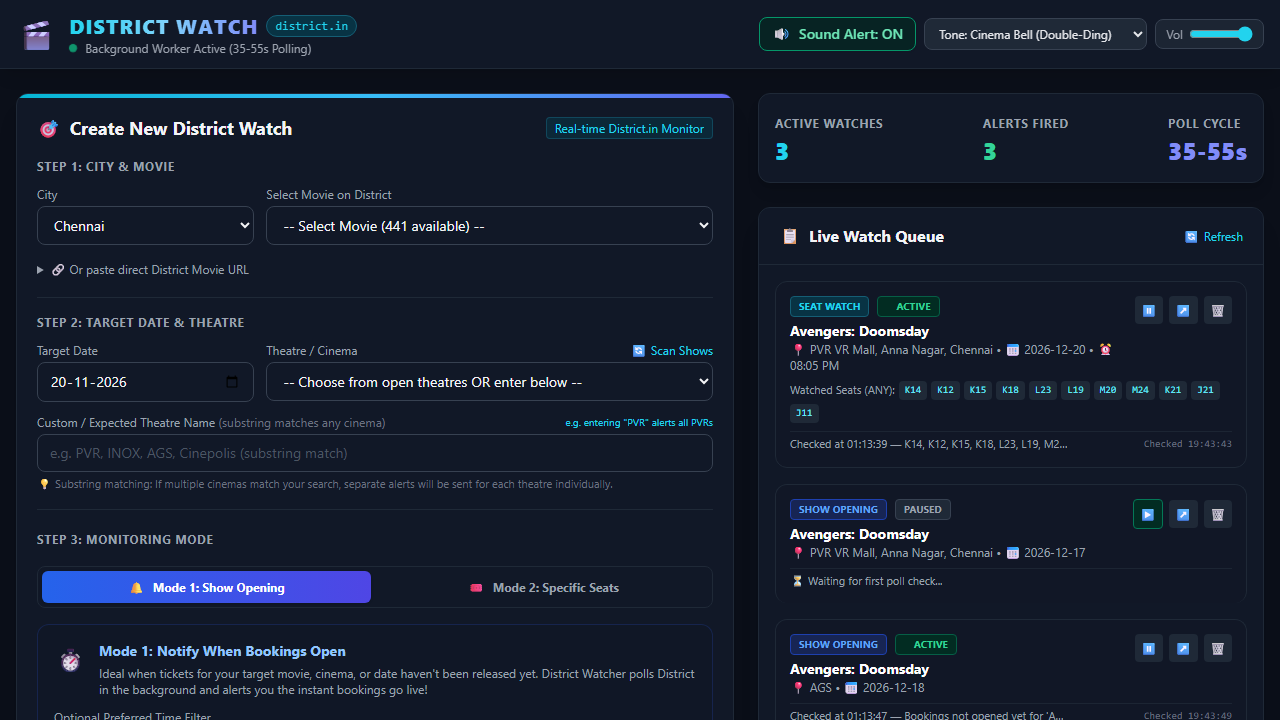 DISTRICT WATCH district.in
Background Worker Active (35-55s Polling)
Sound Alert: ON
Tone: Cinema Bell (Double-Ding)
Vol
Create New District Watch
Real-time District.in Monitor
STEP 1: CITY & MOVIE
City
Select Movie on District
Chennai
-- Select Movie (441 available) --
Or paste direct District Movie URL
STEP 2: TARGET DATE & THEATRE
Target Date
Theatre / Cinema
Scan Shows
20-11-2026
-- Choose from open theatres OR enter below --
Custom / Expected Theatre Name (substring matches any cinema)
e.g. entering "PVR" alerts all PVRs
e.g. PVR, INOX, AGS, Cinepolis (substring match)
Substring matching: If multiple cinemas match your search, separate alerts will be sent for each theatre individually.
STEP 3: MONITORING MODE
Mode 1: Show Opening
Mode 2: Specific Seats
Mode 1: Notify When Bookings Open
Ideal when tickets for your target movie, cinema, or date haven't been released yet. District Watcher polls District
in the background and alerts you the instant bookings go live!
Optional Preferred Time Filter
ACTIVE WATCHES
3
ALERTS FIRED
3
POLL CYCLE
35-55s
Live Watch Queue
Refresh
SEAT WATCH ACTIVE
Avengers: Doomsday
PVR VR Mall, Anna Nagar, Chennai • 2026-12-20 •
08:05 PM
Watched Seats (ANY): K14 K12 K15 K18 L23 L19 M20 M24 K21 J21
J11
Checked at 01:13:39 — K14, K12, K15, K18, L23, L19, M2...
Checked 19:43:43
SHOW OPENING PAUSED
Avengers: Doomsday
PVR VR Mall, Anna Nagar, Chennai • 2026-12-17
Waiting for first poll check...
SHOW OPENING ACTIVE
Avengers: Doomsday
AGS • 2026-12-18
Checked at 01:13:47 — Bookings not opened yet for 'A...
Checked 19:43:49